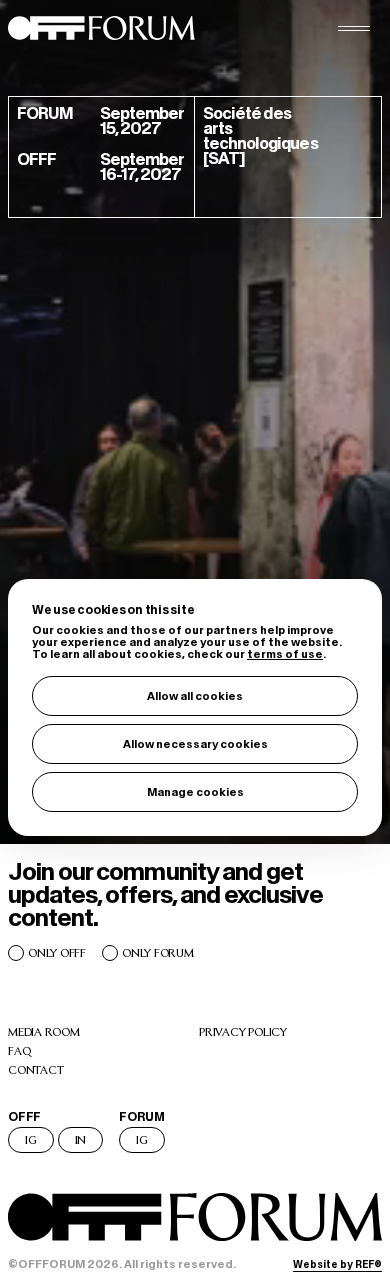 OFFFFORUM
FORUM
September
15, 2027
OFFF
September
16-17, 2027
Société des
arts
technologiques
[SAT]
We use cookies on this site
Our cookies and those of our partners help improve
your experience and analyze your use of the website.
To learn all about cookies, check our terms of use.
Allow all cookies
Allow necessary cookies
Manage cookies
Join our community and get
updates, offers, and exclusive
content.
ONLY OFFF ONLY FORUM
MEDIA ROOM
FAQ
CONTACT
PRIVACY POLICY
OFFF
IG IN
FORUM
IG
OFFFFORUM
©OFFFORUM 2026. All rights reserved.
Website by REF®